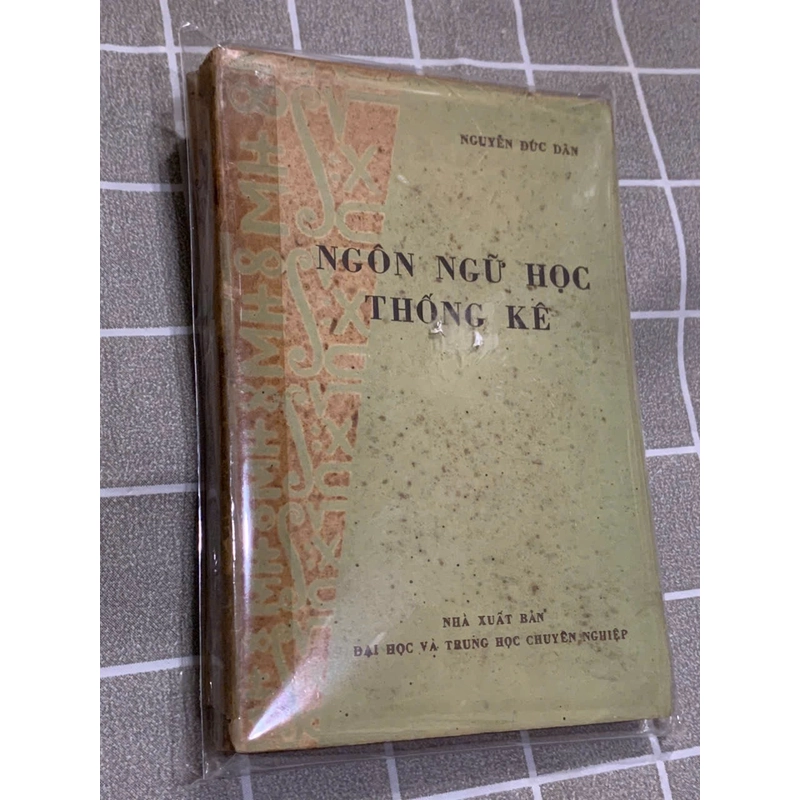 NGUYỄN ĐỨC DÂN
NGÔN NGỮ HỌC
THỐNG KÊ
NHÀ XUẤT BẢN
ĐẠI HỌC VÀ TRUNG HỌC CHUYÊN NGHIỆP